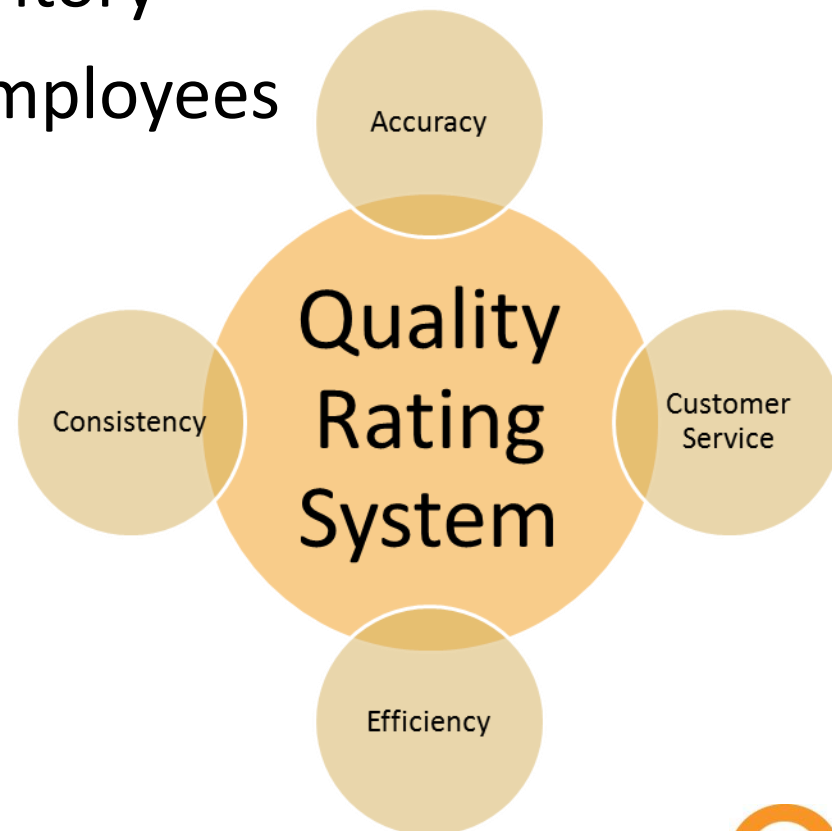 mployees
Accuracy
Quality
Rating
System
Consistency
Customer
Service
Efficiency